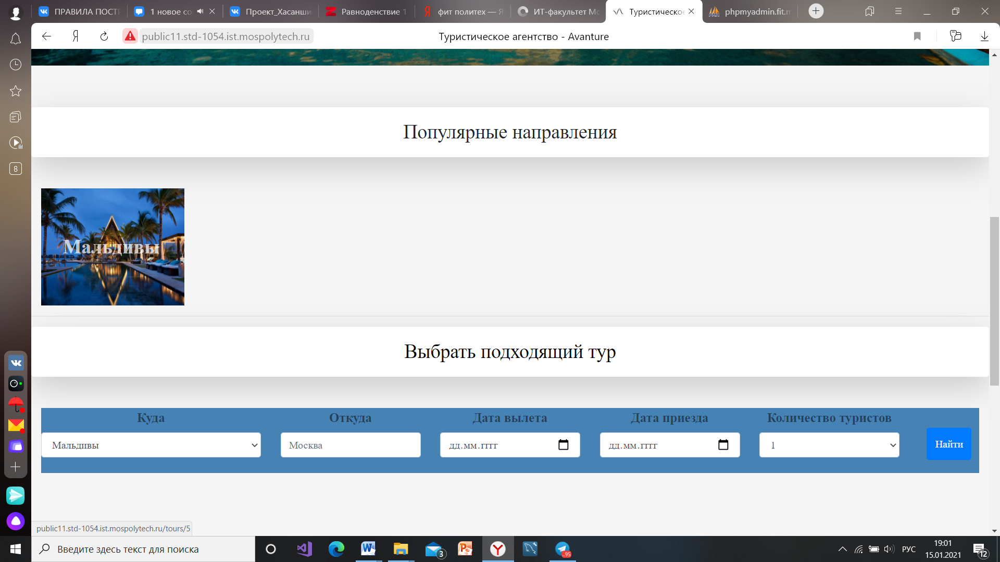 ПРАВИЛА ПОСТР
1 новое со
Проект_Хасанши
Равноденствие 1
фит политех — Я
ИТ-факультет Мо
Туристическое
phpmyadmin.fit.m
public11.std-1054.ist.mospolytech.ru
Туристическое агентство - Avanture
8
Популярные направления
Мальдивы
Выбрать подходящий тур
Куда
Откуда
Дата вылета
Дата приезда
Количество туристов
Мальдивы
Москва
дд.мм.гггг
дд.мм.гггг
1
Найти
public11.std-1054.ist.mospolytech.ru/tours/5
Введите здесь текст для поиска
3
..95
РУС
19:01
15.01.2021
12